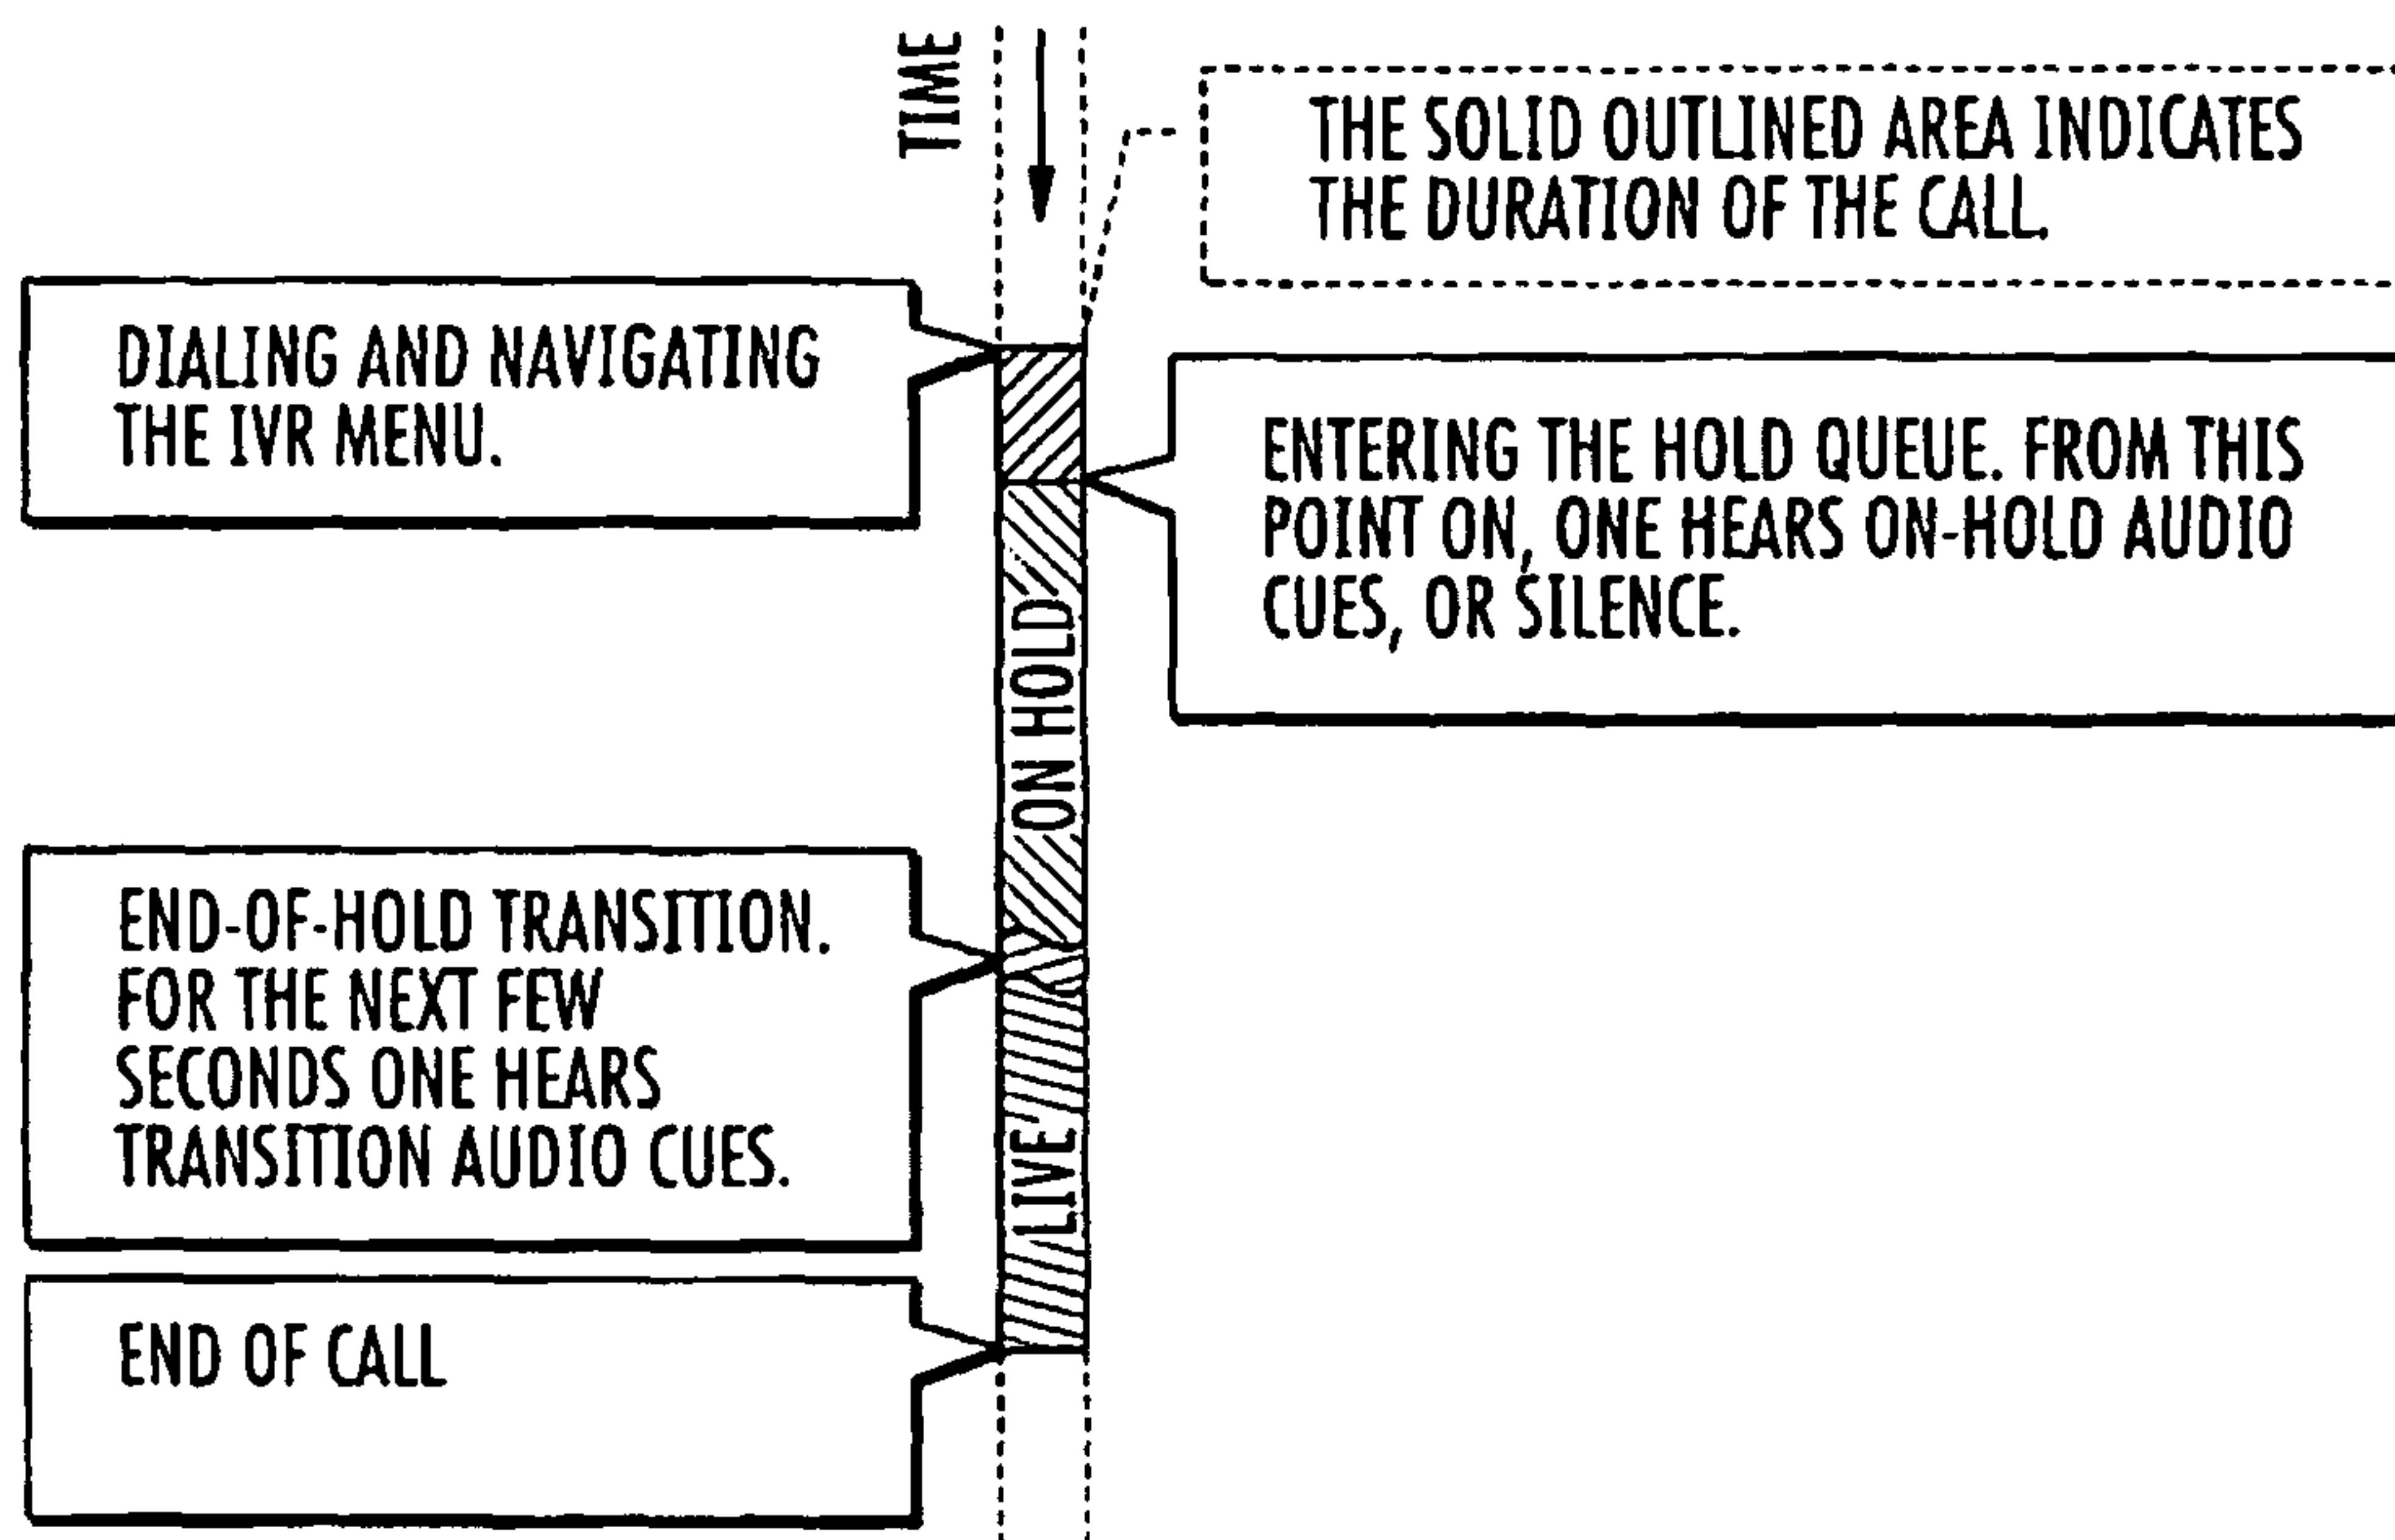 TIME
THE SOLID OUTLINED AREA INDICATES
THE DURATION OF THE CALL.
DIALING AND NAVIGATING
THE IVR MENU.
ENTERING THE HOLD QUEUE. FROM THIS
POINT ON, ONE HEARS ON-HOLD AUDIO
CUES, OR SILENCE.
ON HOLD
END-OF-HOLD TRANSITION.
FOR THE NEXT FEW
SECONDS ONE HEARS
TRANSITION AUDIO CUES.
LIVE
END OF CALL